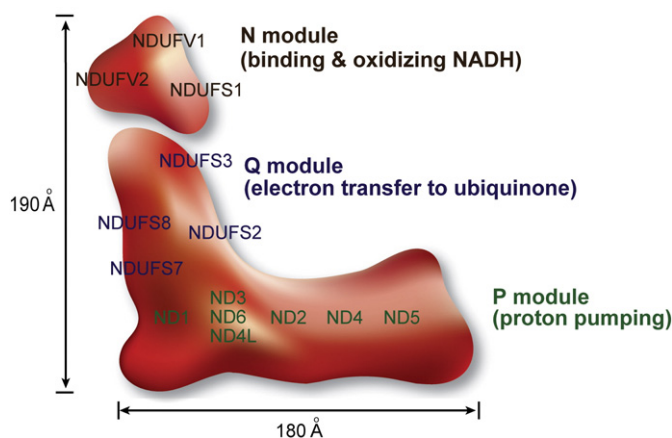 NDUFV1
N module
(binding & oxidizing NADH)
NDUFV2
NDUFS1
NDUFS3
Q module
(electron transfer to ubiquinone)
190 Å
NDUFS8
NDUFS2
NDUFS7
ND3
ND1
ND6
ND2
ND4
ND5
ND4L
P module
(proton pumping)
180 Å